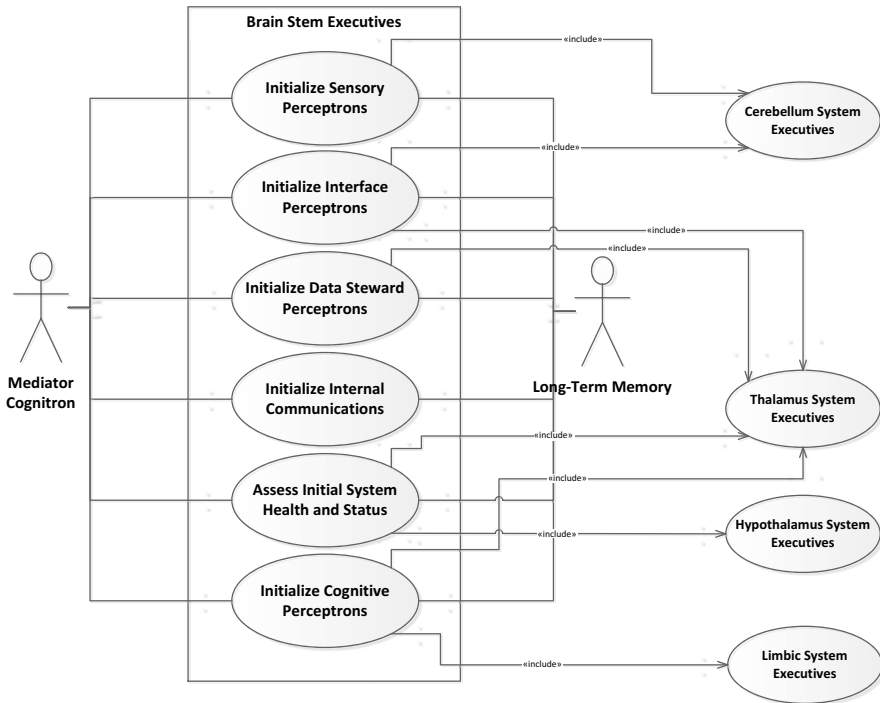 Brain Stem Executives
«include»
Initialize Sensory
Perceptrons
Cerebellum System
Executives
«include»
Initialize Interface
Perceptrons
«include»
«include»
Initialize Data Steward
Perceptrons
Mediator
Cognitron
Long-Term Memory
Initialize Internal
Communications
Thalamus System
Executives
«include»
Assess Initial System
Health and Status
«include»
«include»
Hypothalamus System
Executives
Initialize Cognitive
Perceptrons
«include»
Limbic System
Executives